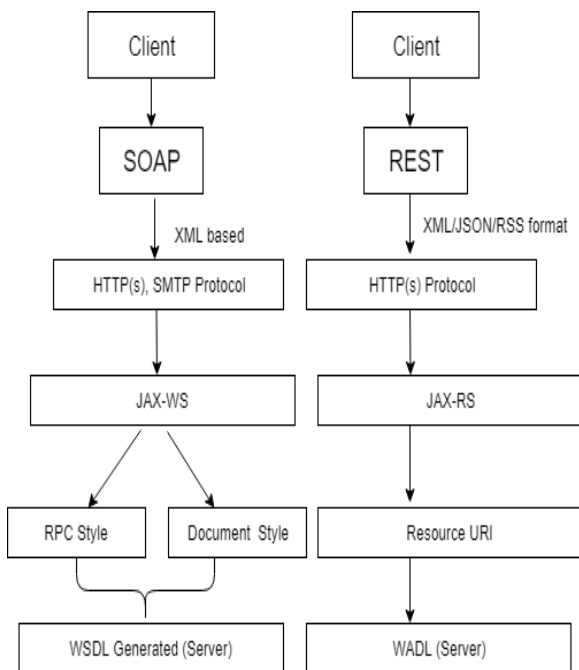 Client
SOAP
XML based
HTTP(s), SMTP Protocol
JAX-WS
RPC Style
Document Style
WSDL Generated (Server)
Client
REST
XML/JSON/RSS format
HTTP(s) Protocol
JAX-RS
Resource URI
WADL (Server)